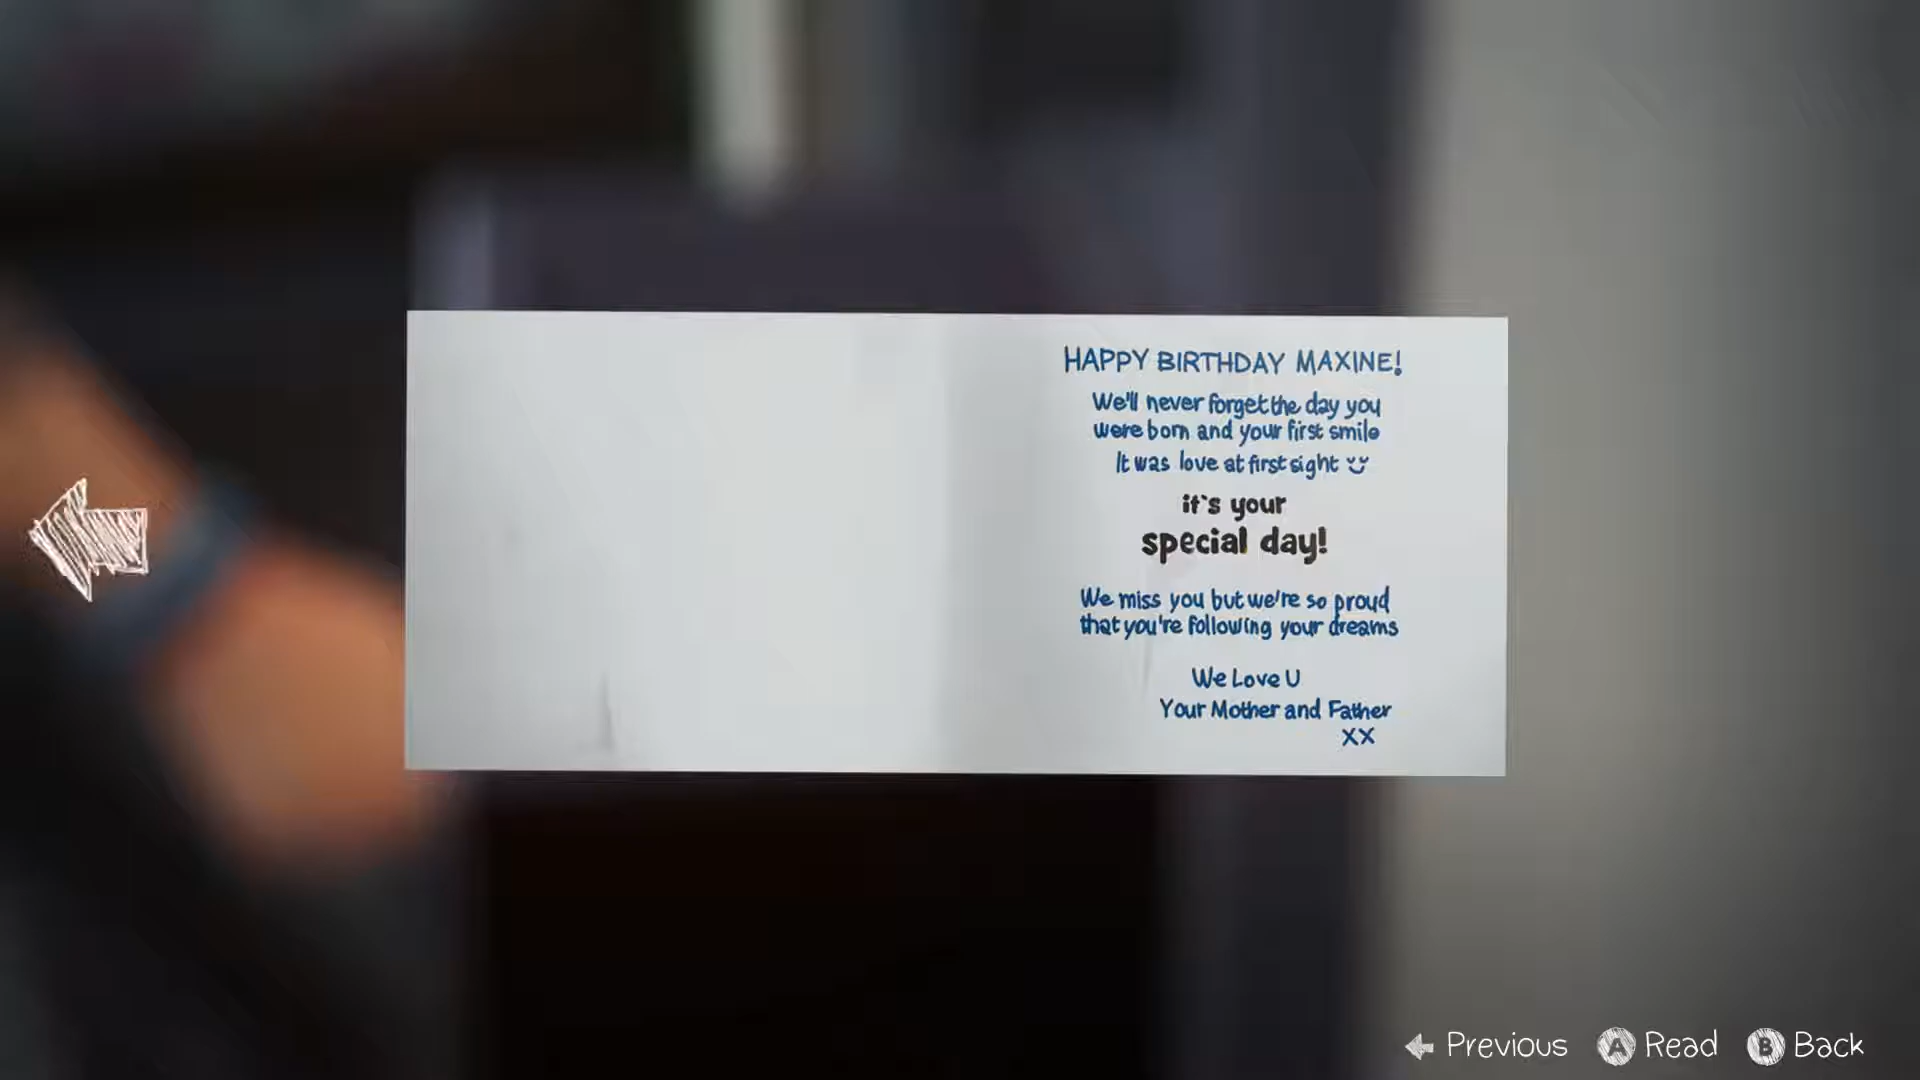 HAPPY BIRTHDAY MAXINE!
We'll never forget the day you
were born and your first smile
It was love at first sight
it's your
special day!
We miss you but we're so proud
that you're following your dreams
We Love U
Your Mother and Father
XX
Previous A Read B Back